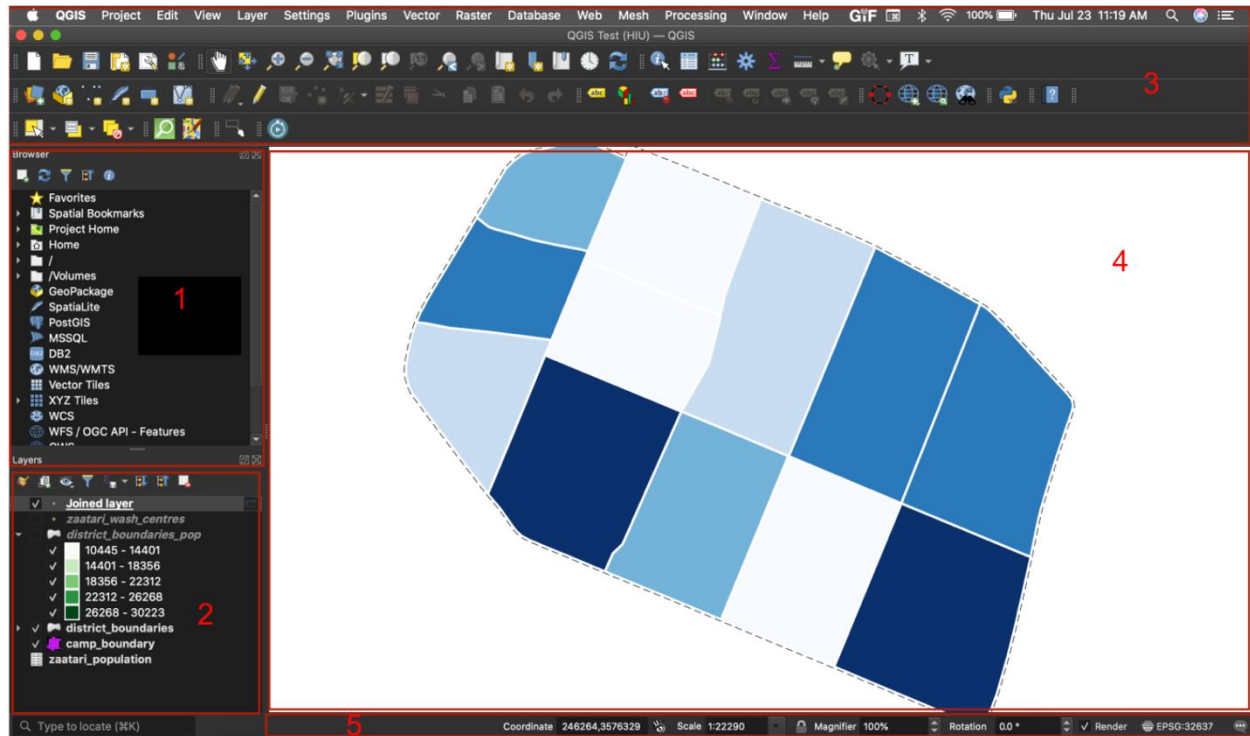 QGIS Project Edit View Layer Settings Plugins Vector Raster Database Web Mesh Processing Window Help GIF 100% Thu Jul 23 11:19 AM
QGIS Test (HIU) — QGIS
3
Browser
Favorites
Spatial Bookmarks
Project Home
Home
/
/Volumes
GeoPackage
SpatiaLite
PostGIS
MSSQL
DB2
WMS/WMTS
Vector Tiles
XYZ Tiles
WCS
WFS / OGC API - Features
1
Layers
Joined layer
zaatari_wash_centres
district_boundaries_pop
10445 - 14401
14401 - 18356
18356 - 22312
22312 - 26268
26268 - 30223
district_boundaries
camp_boundary
zaatari_population
2
4
Type to locate (⌘K)
5
Coordinate 246264,3576329 Scale 1:22290 Magnifier 100% Rotation 0.0 ° Render EPSG:32637